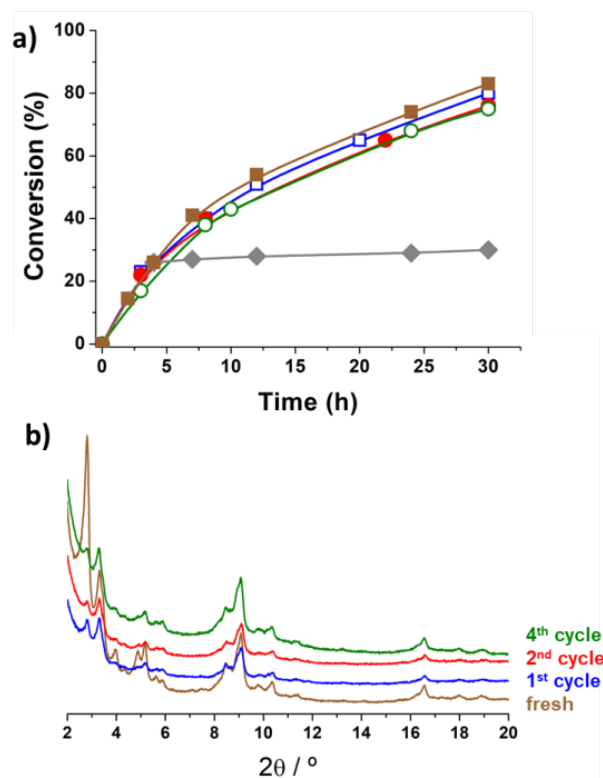 a)
100
80
60
40
20
0
Conversion (%)
0 5 10 15 20 25 30
Time (h)
b)
4th cycle
2nd cycle
1st cycle
fresh
2 4 6 8 10 12 14 16 18 20
2θ / °